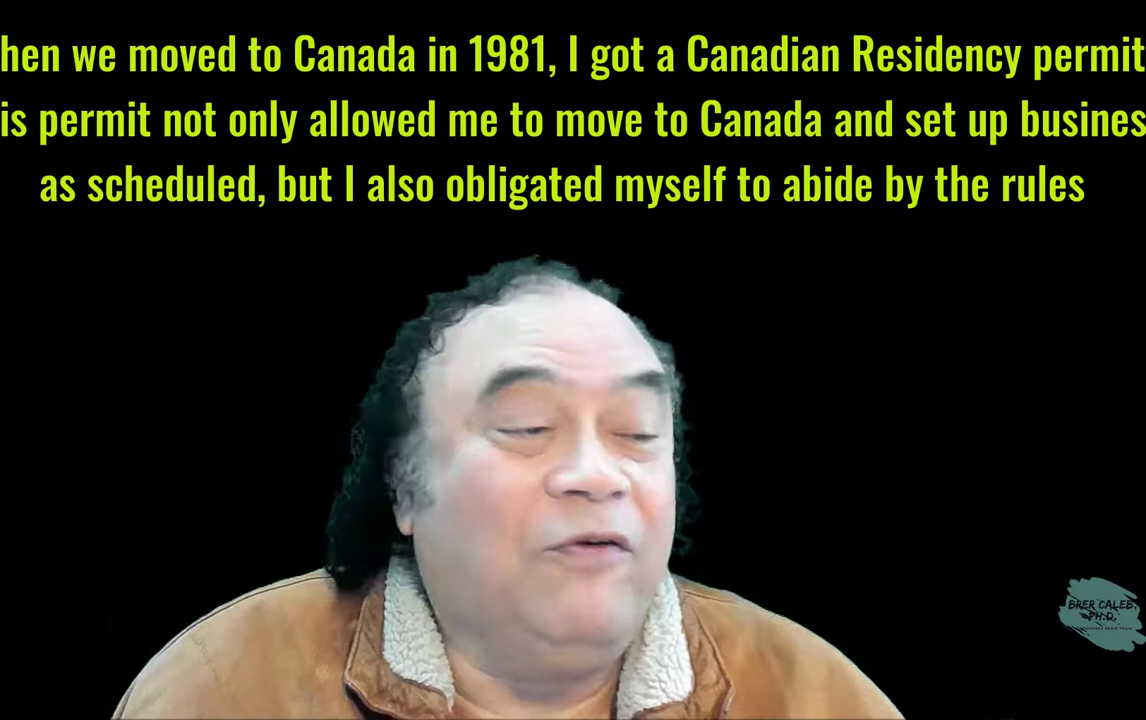 hen we moved to Canada in 1981, I got a Canadian Residency permit
is permit not only allowed me to move to Canada and set up busines
as scheduled, but I also obligated myself to abide by the rules
BRER CALEB,
PH.D.